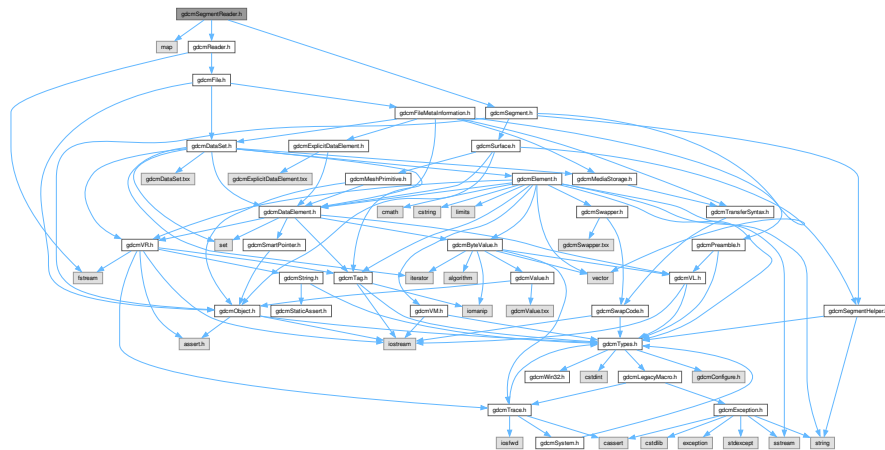 gdcmSegmentReader.h
map
gdcmReader.h
gdcmFile.h
gdcmFileMetaInformation.h
gdcmSegment.h
gdcmDataSet.h
gdcmExplicitDataElement.h
gdcmSurface.h
gdcmDataSet.txx
gdcmExplicitDataElement.txx
gdcmMeshPrimitive.h
gdcmElement.h
gdcmMediaStorage.h
gdcmDataElement.h
cmath
cstring
limits
gdcmSwapper.h
gdcmTransferSyntax.h
gdcmVR.h
set
gdcmSmartPointer.h
gdcmByteValue.h
gdcmSwapper.txx
gdcmPreamble.h
fstream
gdcmString.h
gdcmTag.h
iterator
algorithm
gdcmValue.h
vector
gdcmVL.h
gdcmObject.h
gdcmStaticAssert.h
gdcmVM.h
iomanip
gdcmValue.txx
gdcmSwapCode.h
gdcmSegmentHelper.h
assert.h
iostream
gdcmTypes.h
gdcmWin32.h
cstdint
gdcmLegacyMacro.h
gdcmConfigure.h
gdcmTrace.h
gdcmException.h
iosfwd
gdcmSystem.h
cassert
cstdlib
exception
stdexcept
sstream
string